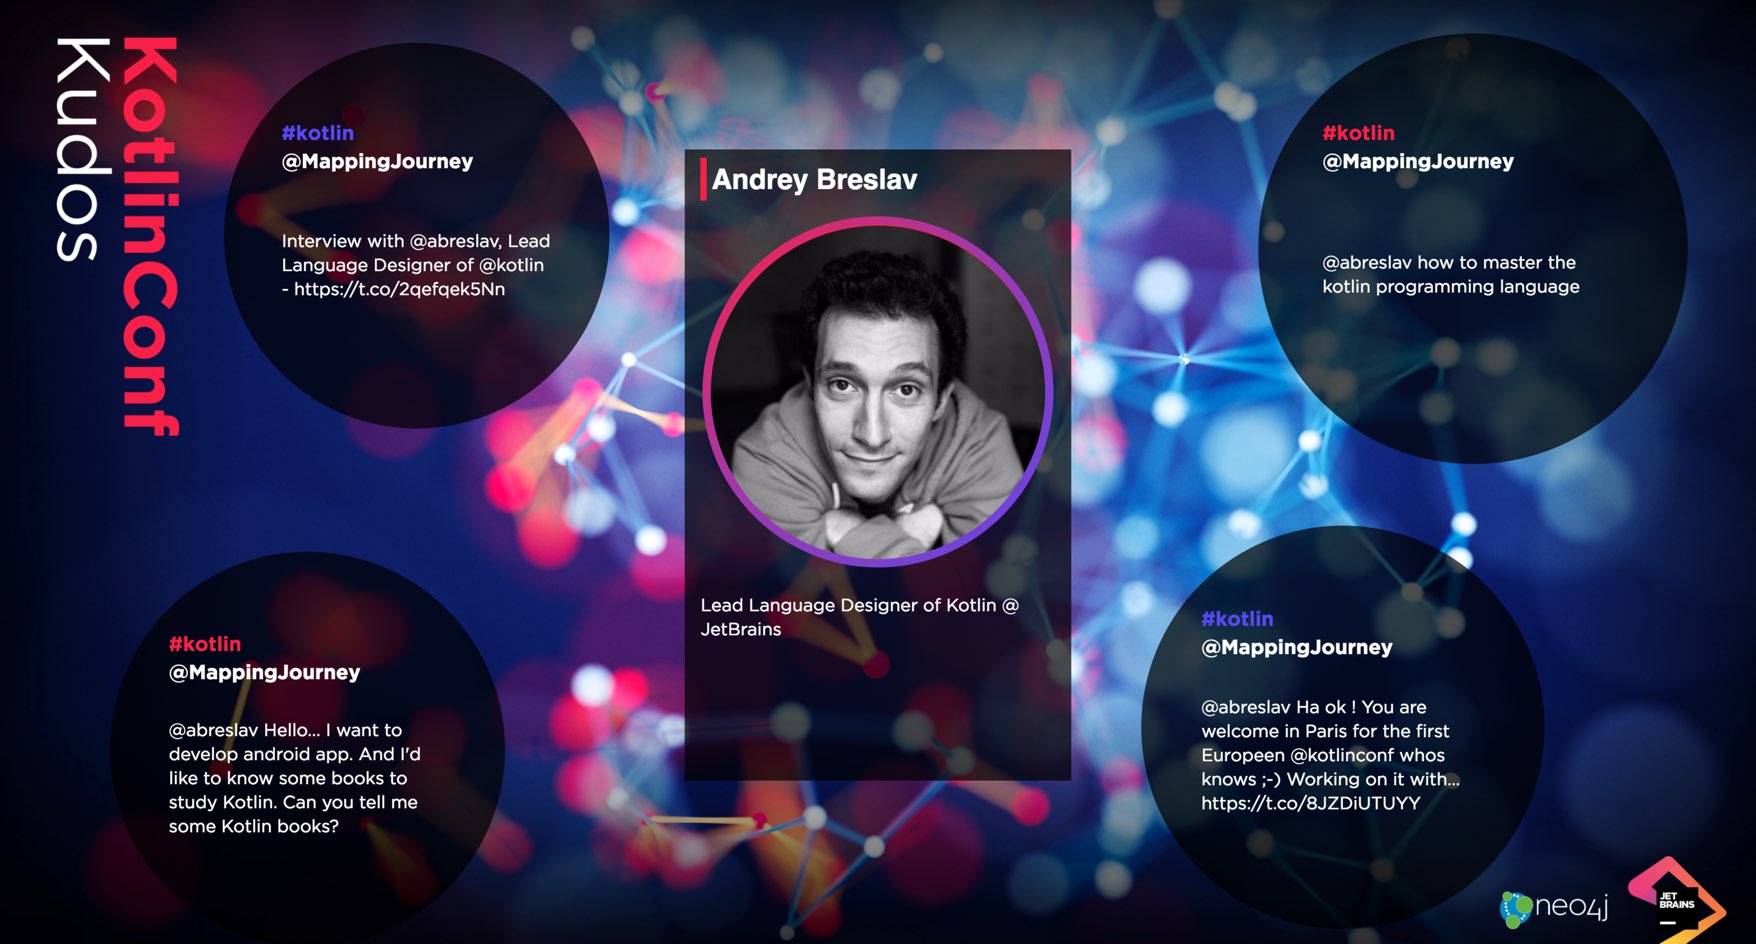 KotlinConf
Kudos
#kotlin
@MappingJourney
Interview with @abreslav, Lead
Language Designer of @kotlin
- https://t.co/2qefqek5Nn
#kotlin
@MappingJourney
@abreslav Hello... I want to
develop android app. And I'd
like to know some books to
study Kotlin. Can you tell me
some Kotlin books?
Andrey Breslav
Lead Language Designer of Kotlin @
JetBrains
#kotlin
@MappingJourney
@abreslav how to master the
kotlin programming language
#kotlin
@MappingJourney
@abreslav Ha ok ! You are
welcome in Paris for the first
Europeen @kotlinconf whos
knows ;-) Working on it with...
https://t.co/8JZDiUTUYY
neo4j
JET
BRAINS